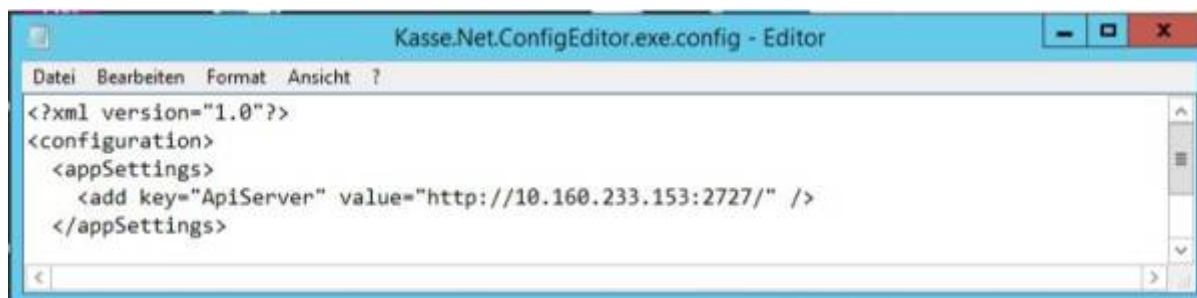 Kasse.Net.ConfigEditor.exe.config - Editor
Datei Bearbeiten Format Ansicht ?
<?xml version="1.0"?>
<configuration>
  <appSettings>
    <add key="ApiServer" value="http://10.160.233.153:2727/" />
  </appSettings>